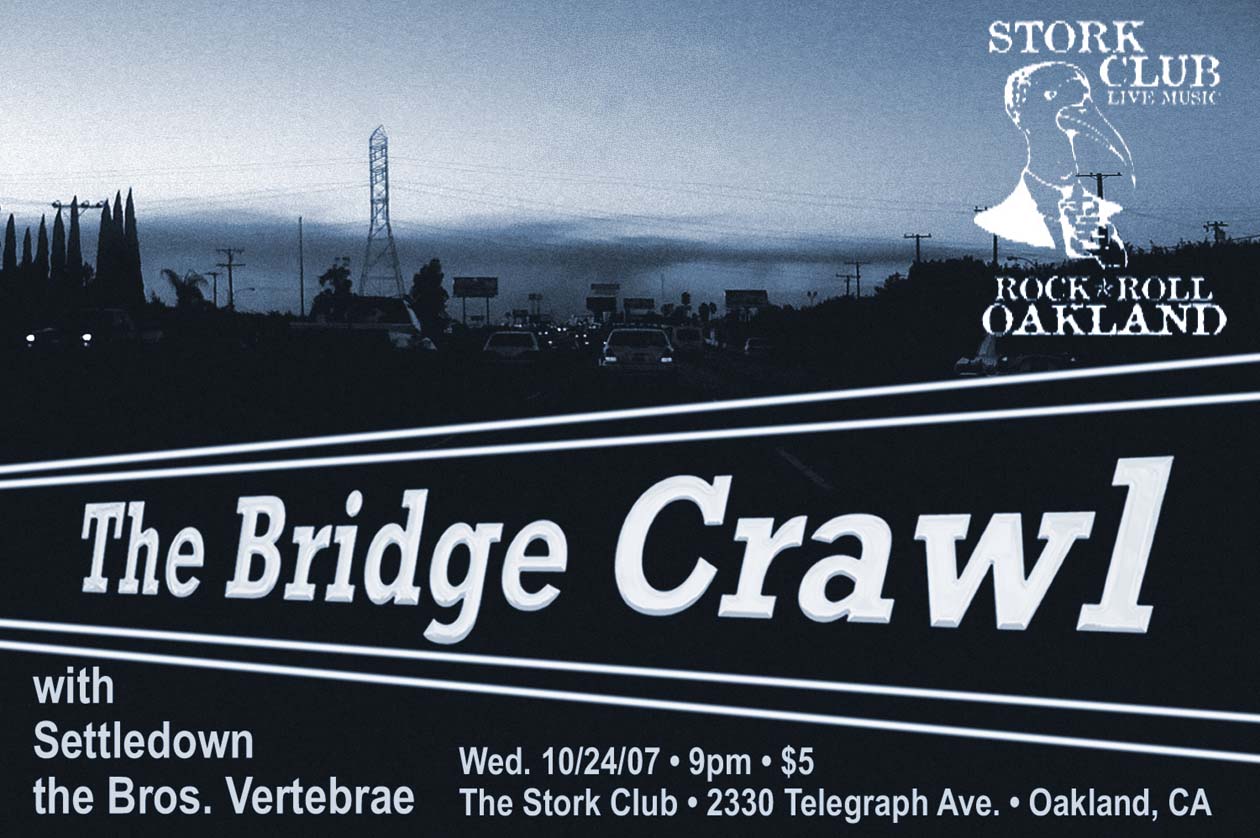 STORK
CLUB
LIVE MUSIC
ROCK★ROLL
OAKLAND
The Bridge Crawl
with
Settledown
the Bros. Vertebrae
Wed. 10/24/07 • 9pm • $5
The Stork Club • 2330 Telegraph Ave. • Oakland, CA